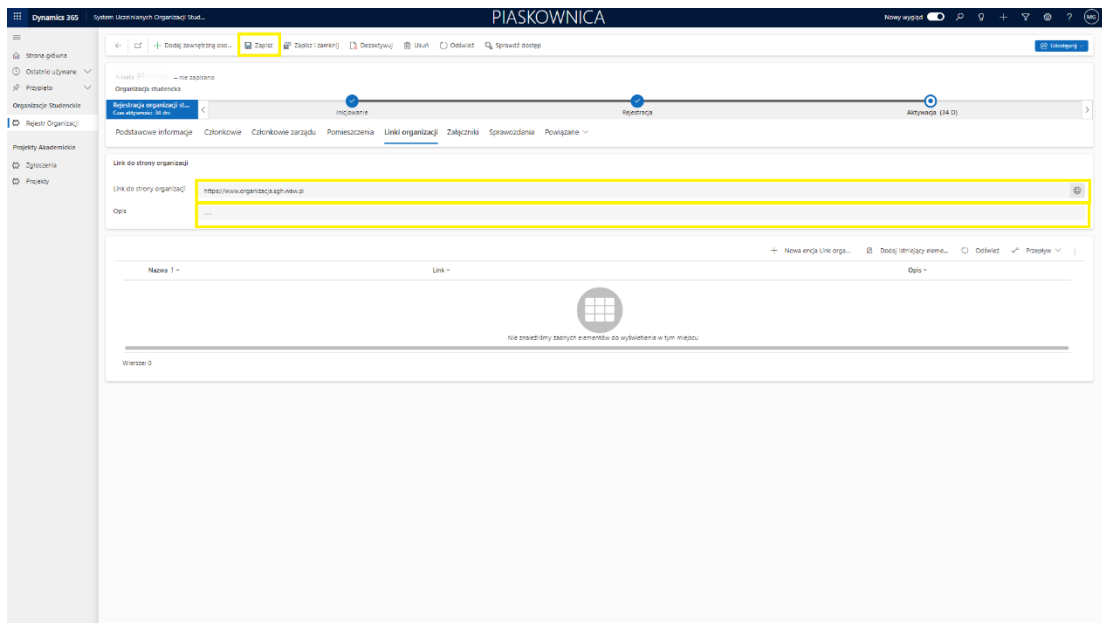 Dynamics 365 System Uczelnianych Organizacji Stud... PIASKOWNICA Nowy wygląd ? MG
Dodaj zewnętrzną oso... Zapisz Zapisz i zamknij Dezaktywuj Usuń Odśwież Sprawdź dostęp Udostępnij
Strona główna
Ostatnio używane
Przypięto
Organizacje Studenckie
Rejestr Organizacji
Projekty Akademickie
Zgłoszenia
Projekty
– nie zapisano
Organizacja studencka
Rejestracja organizacji st...
Czas aktywności: 34 dni
Inicjowanie Rejestracja Aktywacja (34 D)
Podstawowe informacje Członkowie Członkowie zarządu Pomieszczenia Linki organizacji Załączniki Sprawozdania Powiązane
Link do strony organizacji
Link do strony organizacji https://www.organizacja.sgh.waw.pl
Opis ....
Nowa encja Link orga... Dodaj istniejący eleme... Odśwież Przepływ
Nazwa ↑ Link Opis
Nie znaleźliśmy żadnych elementów do wyświetlenia w tym miejscu
Wiersze: 0